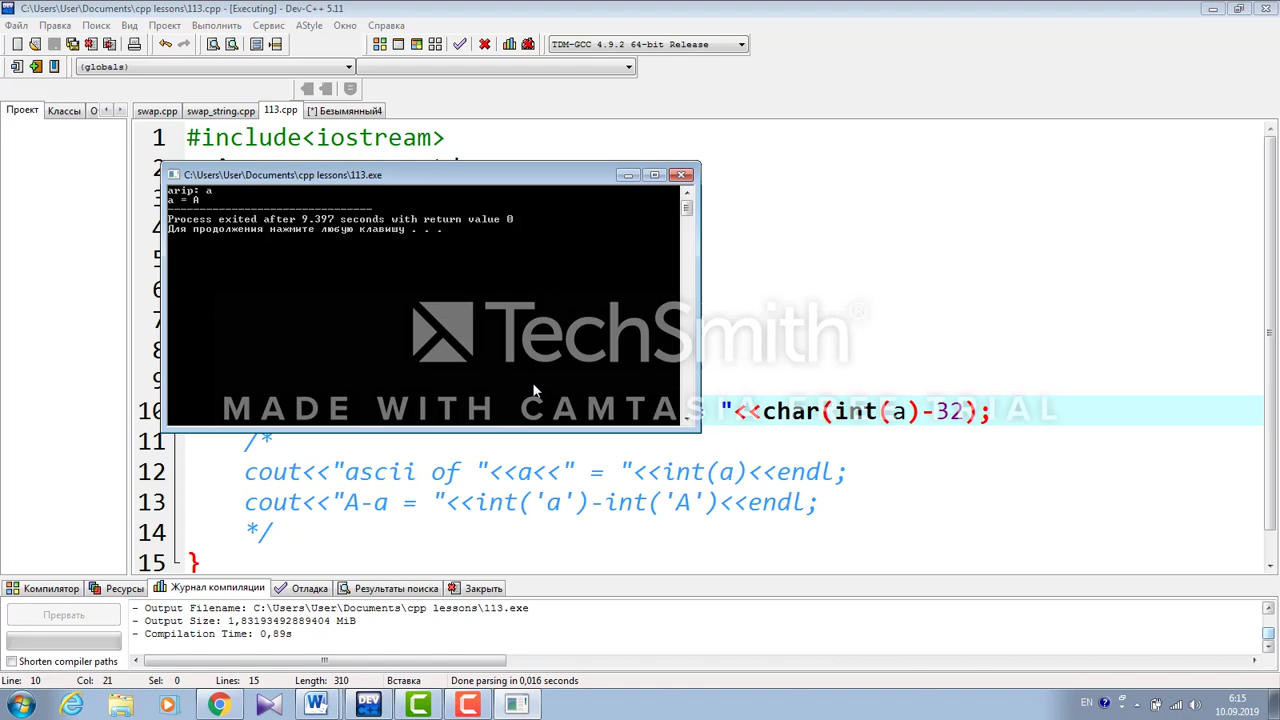 C:\Users\User\Documents\cpp lessons\113.cpp - [Executing] - Dev-C++ 5.11
Файл Правка Поиск Вид Проект Выполнить Сервис AStyle Окно Справка
TDM-GCC 4.9.2 64-bit Release
(globals)
Проект Классы О
swap.cpp swap_string.cpp 113.cpp [*] Безымянный4
1 #include<iostream>
2
C:\Users\User\Documents\cpp lessons\113.exe
arip: a
a = A
--------------------------------
Process exited after 9.397 seconds with return value 0
Для продолжения нажмите любую клавишу . . .
TechSmith®
MADE WITH CAMTASIA FREE TRIAL
10 "<<char(int(a)-32);
11 /*
12 cout<<"ascii of "<<a<<" = "<<int(a)<<endl;
13 cout<<"A-a = "<<int('a')-int('A')<<endl;
14 */
15 }
Компилятор Ресурсы Журнал компиляции Отладка Результаты поиска Закрыть
Прервать
Shorten compiler paths
- Output Filename: C:\Users\User\Documents\cpp lessons\113.exe
- Output Size: 1,83193492889404 MiB
- Compilation Time: 0,89s
Line: 10 Col: 21 Sel: 0 Lines: 15 Length: 310 Вставка Done parsing in 0,016 seconds
EN
6:15
10.09.2019